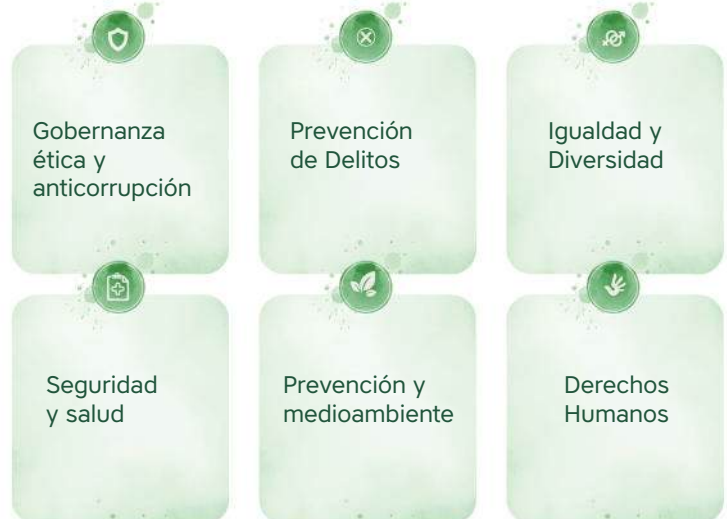 Gobernanza
ética y
anticorrupción
Prevención
de Delitos
Igualdad y
Diversidad
Seguridad
y salud
Prevención y
medioambiente
Derechos
Humanos